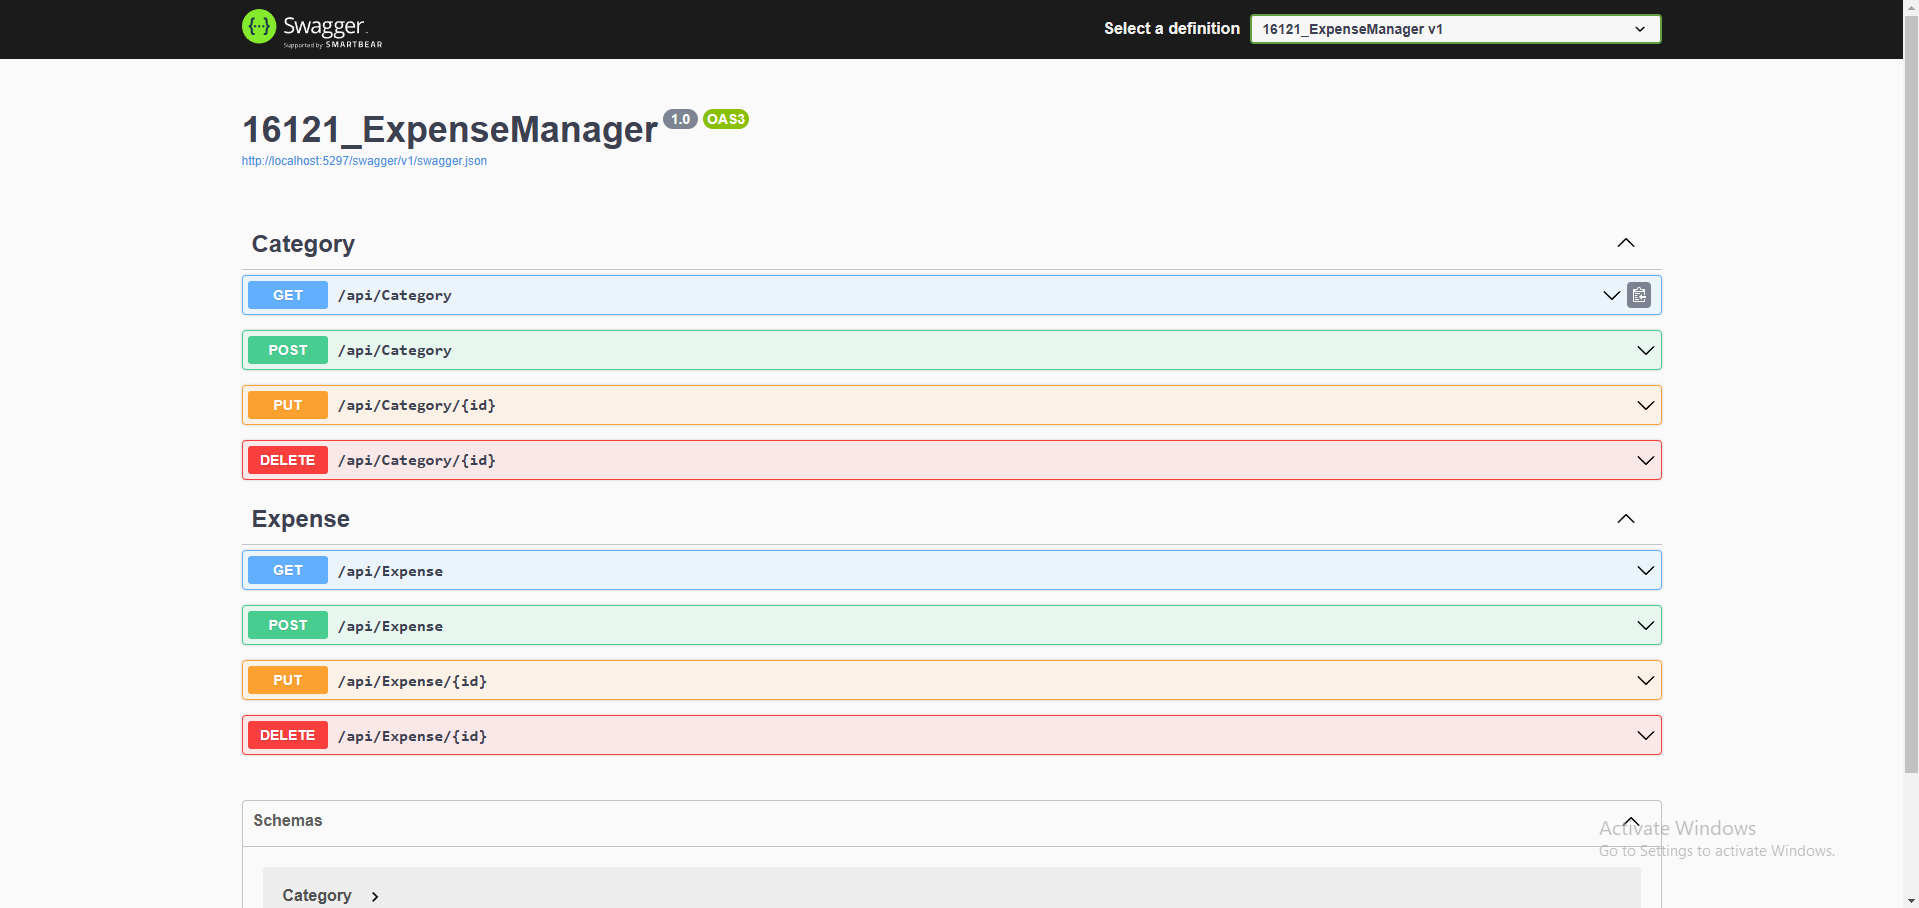 Swagger
Supported by SMARTBEAR
Select a definition
16121_ExpenseManager v1
16121_ExpenseManager 1.0 OAS3
http://localhost:5297/swagger/v1/swagger.json
Category
GET /api/Category
POST /api/Category
PUT /api/Category/{id}
DELETE /api/Category/{id}
Expense
GET /api/Expense
POST /api/Expense
PUT /api/Expense/{id}
DELETE /api/Expense/{id}
Schemas
Activate Windows
Go to Settings to activate Windows.
Category